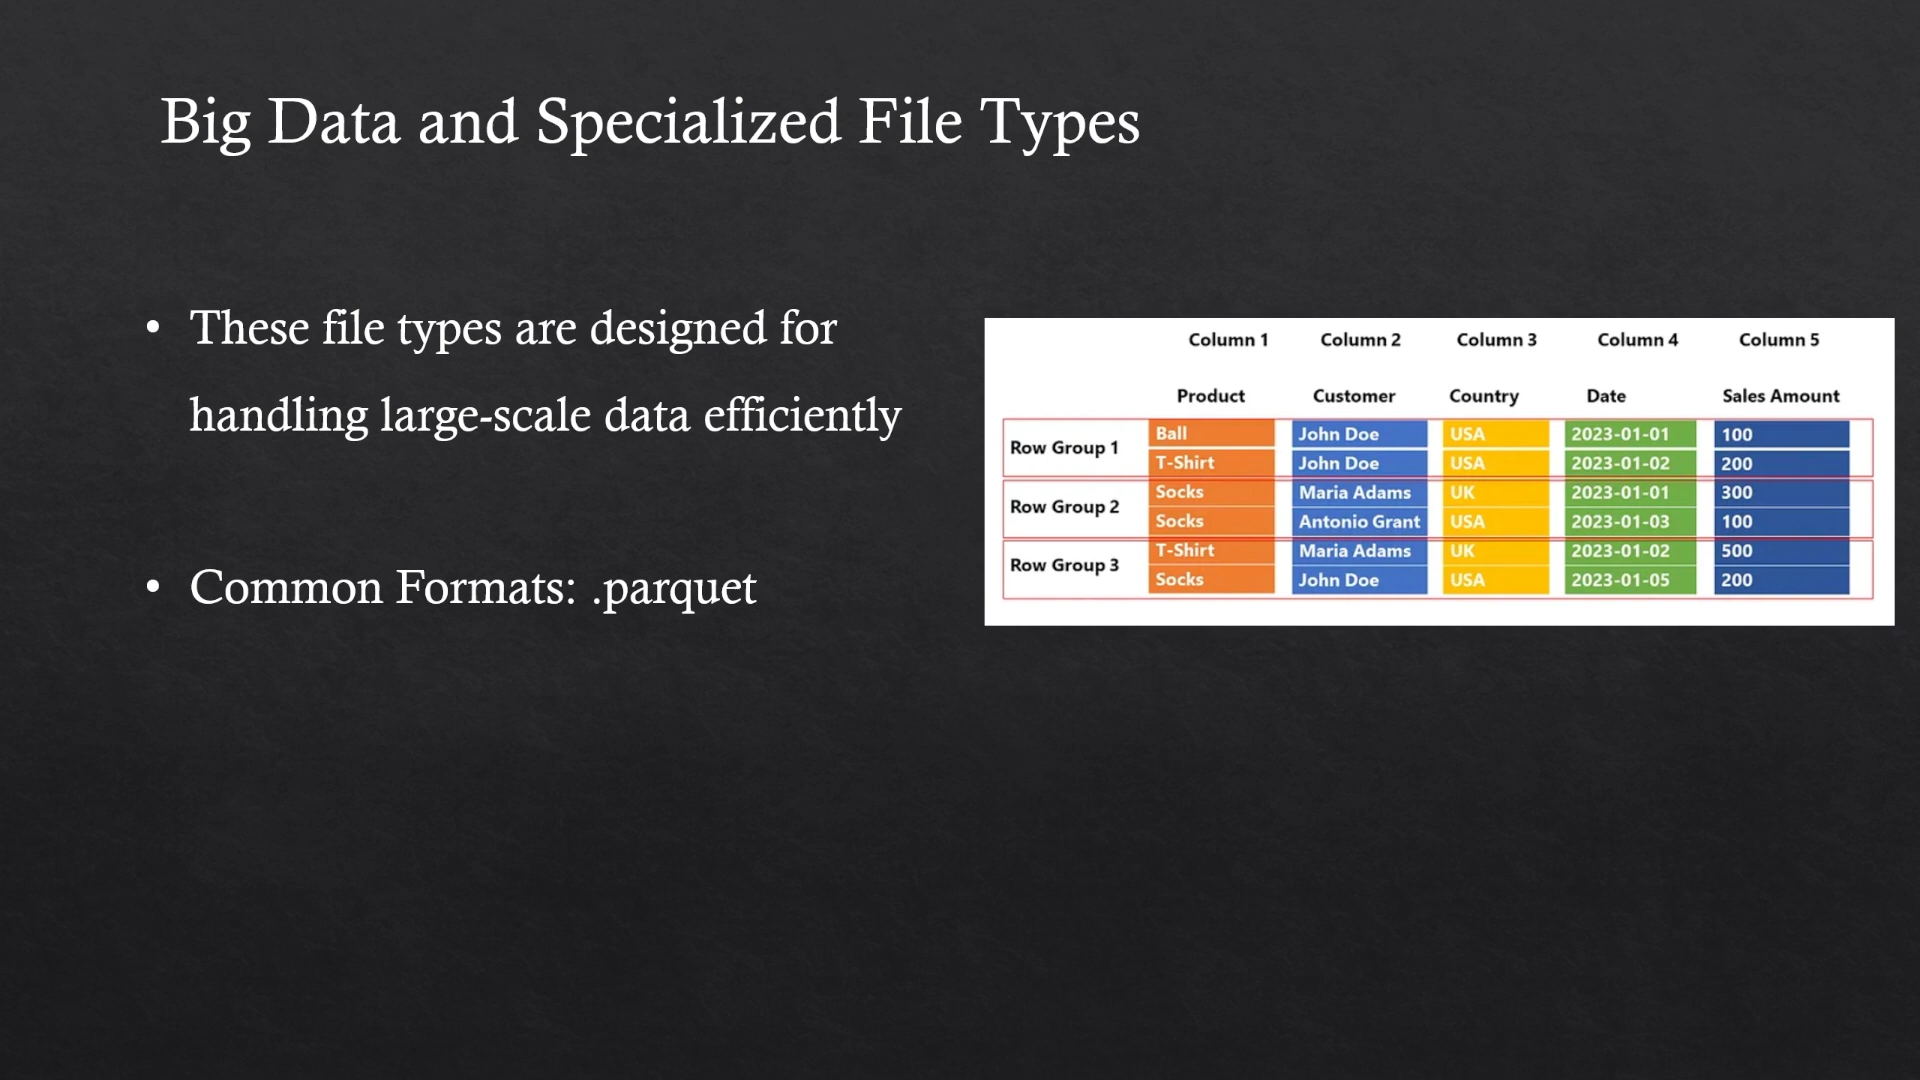 Big Data and Specialized File Types
• These file types are designed for
handling large-scale data efficiently
• Common Formats: .parquet
Column 1 Column 2 Column 3 Column 4 Column 5
Product Customer Country Date Sales Amount
Row Group 1
Ball John Doe USA 2023-01-01 100
T-Shirt John Doe USA 2023-01-02 200
Row Group 2
Socks Maria Adams UK 2023-01-01 300
Socks Antonio Grant USA 2023-01-03 100
Row Group 3
T-Shirt Maria Adams UK 2023-01-02 500
Socks John Doe USA 2023-01-05 200